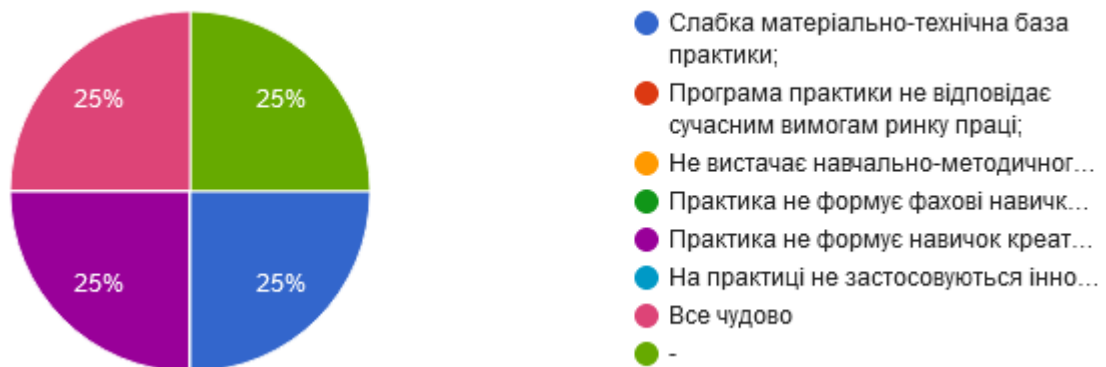 25%
25%
25%
25%
Слабка матеріально-технічна база
практики;
Програма практики не відповідає
сучасним вимогам ринку праці;
Не вистачає навчально-методичног...
Практика не формує фахові навичк...
Практика не формує навичок креат...
На практиці не застосовуються інно...
Все чудово
-